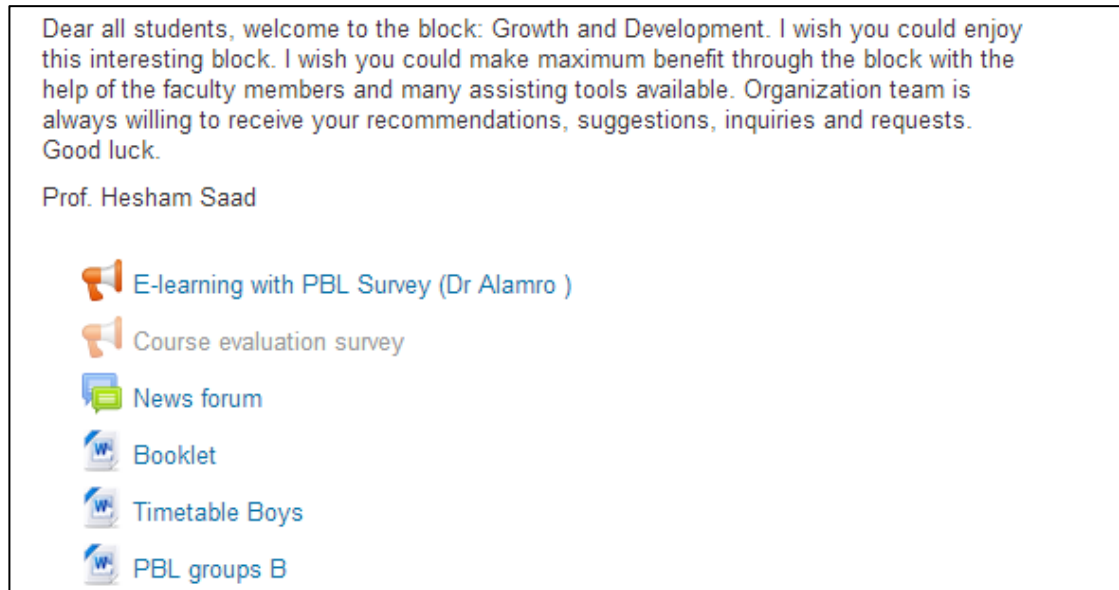 Dear all students, welcome to the block: Growth and Development. I wish you could enjoy
this interesting block. I wish you could make maximum benefit through the block with the
help of the faculty members and many assisting tools available. Organization team is
always willing to receive your recommendations, suggestions, inquiries and requests.
Good luck.
Prof. Hesham Saad
E-learning with PBL Survey (Dr Alamro )
Course evaluation survey
News forum
Booklet
Timetable Boys
PBL groups B